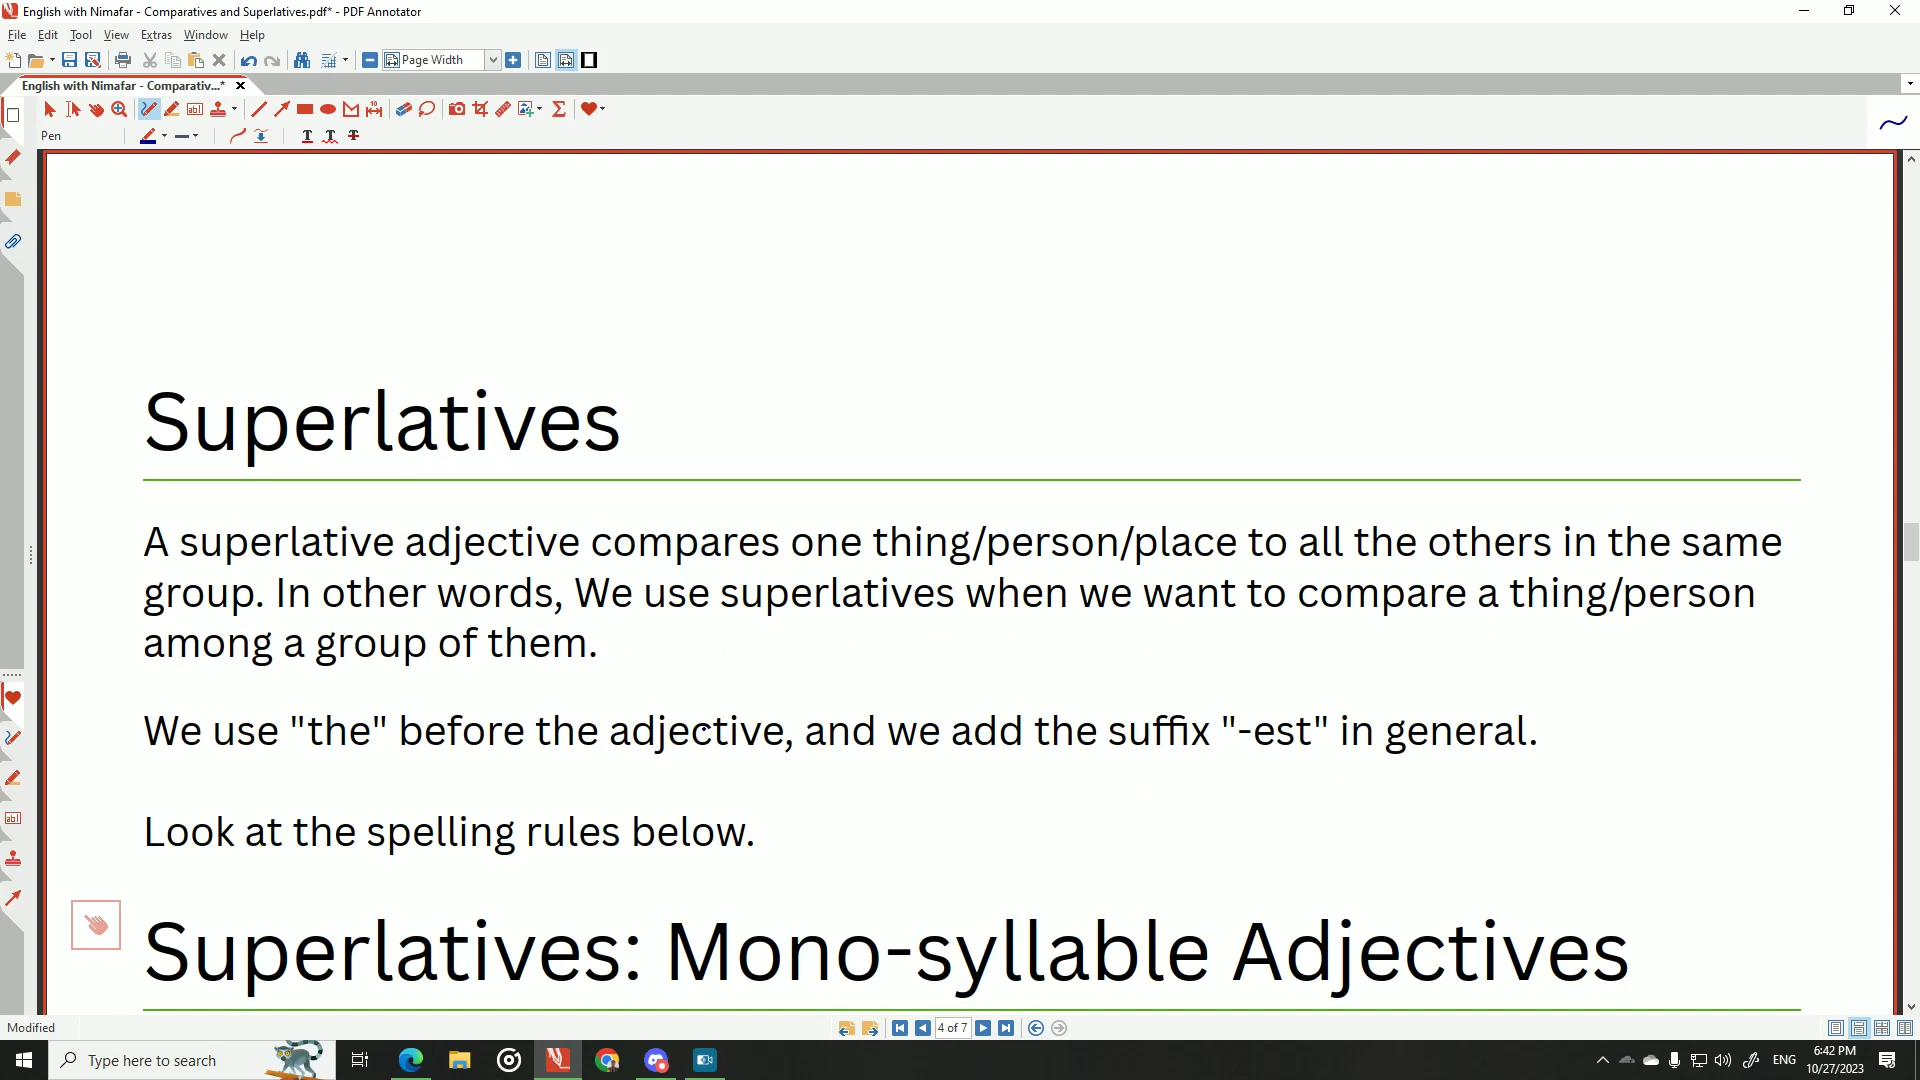 English with Nimafar - Comparatives and Superlatives.pdf* - PDF Annotator
File Edit Tool View Extras Window Help
Page Width
English with Nimafar - Comparativ...*
Pen
Superlatives
A superlative adjective compares one thing/person/place to all the others in the same
group. In other words, We use superlatives when we want to compare a thing/person
among a group of them.
We use "the" before the adjective, and we add the suffix "-est" in general.
Look at the spelling rules below.
Superlatives: Mono-syllable Adjectives
Modified
4 of 7
Type here to search
ENG
6:42 PM
10/27/2023